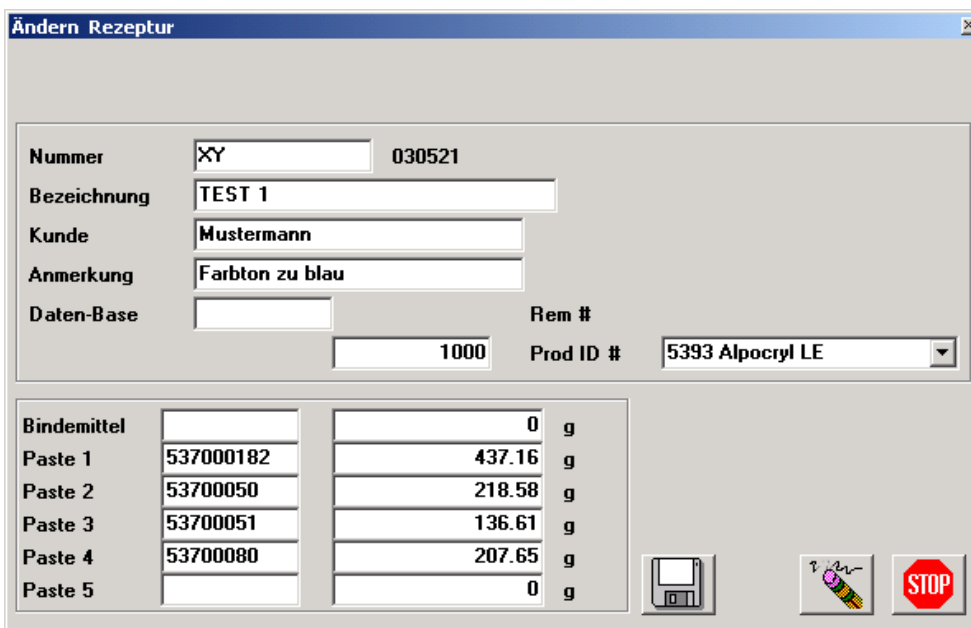 Ändern Rezeptur
Nummer XY 030521
Bezeichnung TEST 1
Kunde Mustermann
Anmerkung Farbton zu blau
Daten-Base Rem #
1000 Prod ID # 5393 Alpocryl LE
Bindemittel 0 g
Paste 1 537000182 437.16 g
Paste 2 53700050 218.58 g
Paste 3 53700051 136.61 g
Paste 4 53700080 207.65 g
Paste 5 0 g
STOP